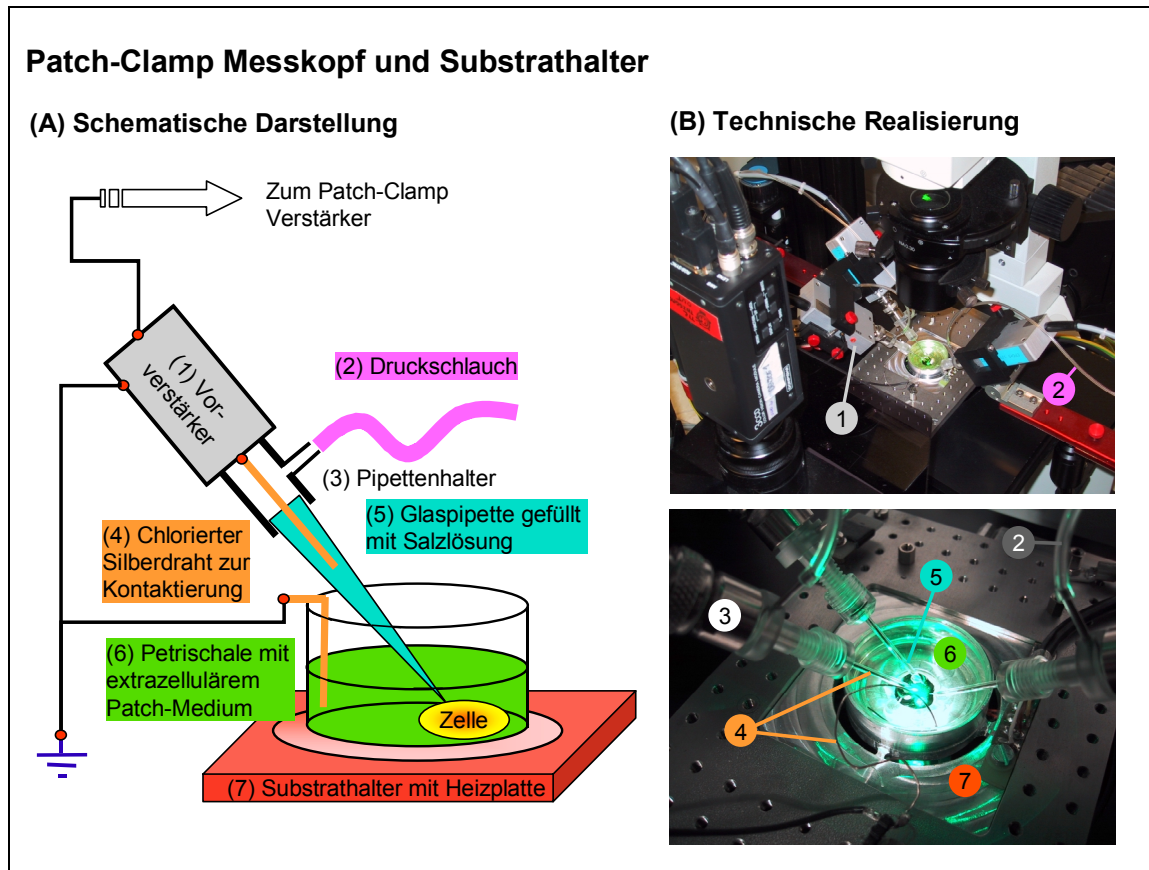 Patch-Clamp Messkopf und Substrathalter
(A) Schematische Darstellung
Zum Patch-Clamp
Verstärker
(1) Vor-
verstärker
(2) Druckschlauch
(3) Pipettenhalter
(5) Glaspipette gefüllt
mit Salzlösung
(4) Chlorierter
Silberdraht zur
Kontaktierung
(6) Petrischale mit
extrazellulärem
Patch-Medium
Zelle
(7) Substrathalter mit Heizplatte
(B) Technische Realisierung
1
2
2
5
3
6
4
7